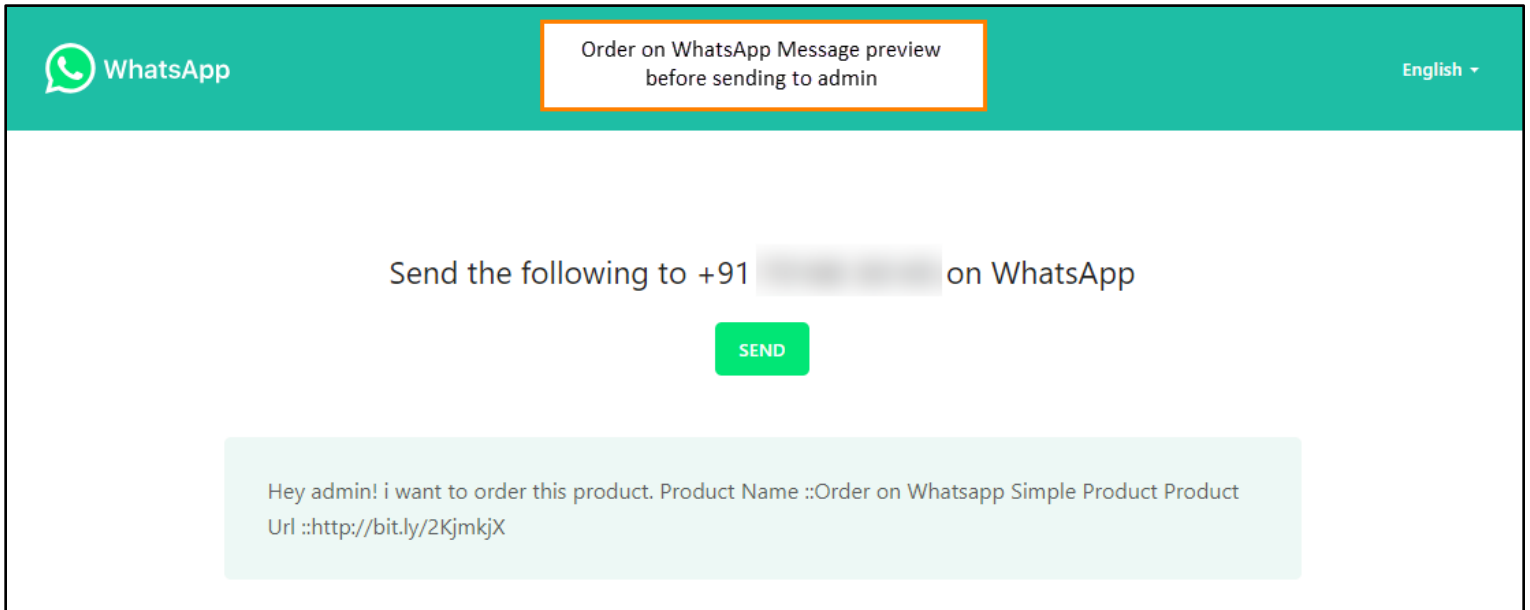 WhatsApp
Order on WhatsApp Message preview
before sending to admin
English
Send the following to +91 on WhatsApp
SEND
Hey admin! i want to order this product. Product Name ::Order on Whatsapp Simple Product Product
Url ::http://bit.ly/2KjmkjX